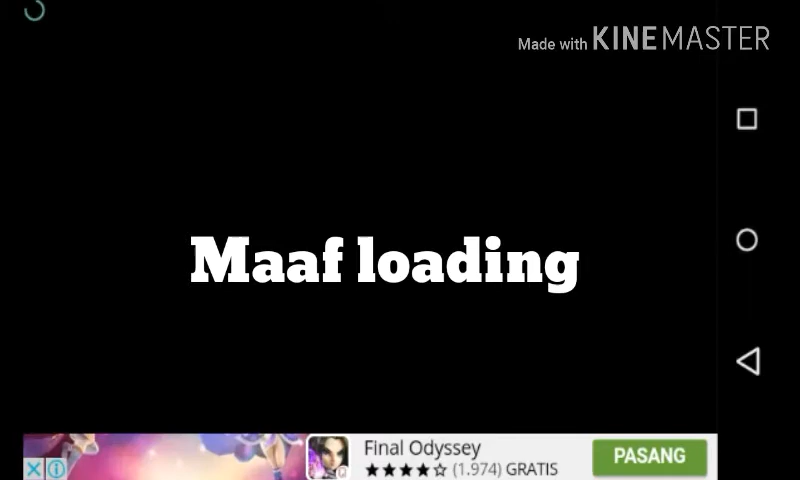 Made with KINEMASTER
Maaf loading
Final Odyssey
(1.974) GRATIS
PASANG